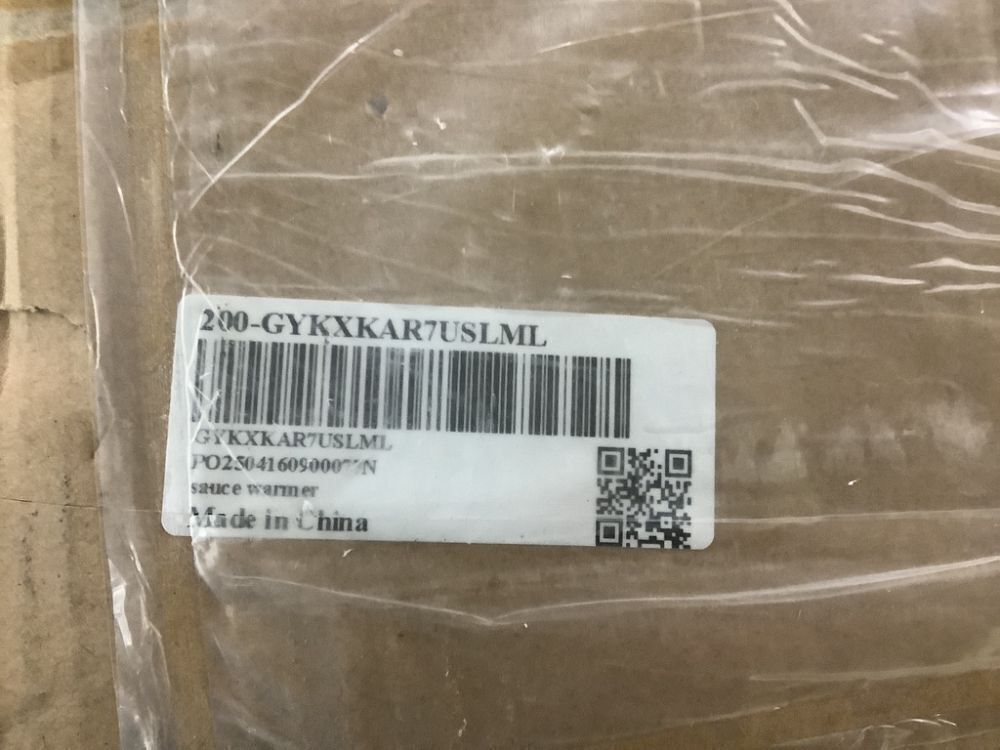 200-GYKXKAR7USLML
GYKXKAR7USLML
sauce warmer
Made in China